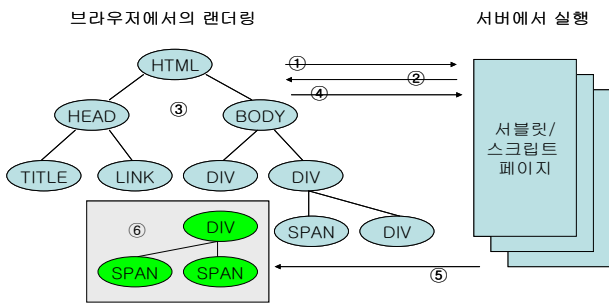 브라우저에서의 랜더링
서버에서 실행
①
HTML
②
④
③
HEAD
BODY
서블릿/
스크립트
페이지
TITLE
LINK
DIV
DIV
⑥
DIV
SPAN
DIV
SPAN
SPAN
⑤